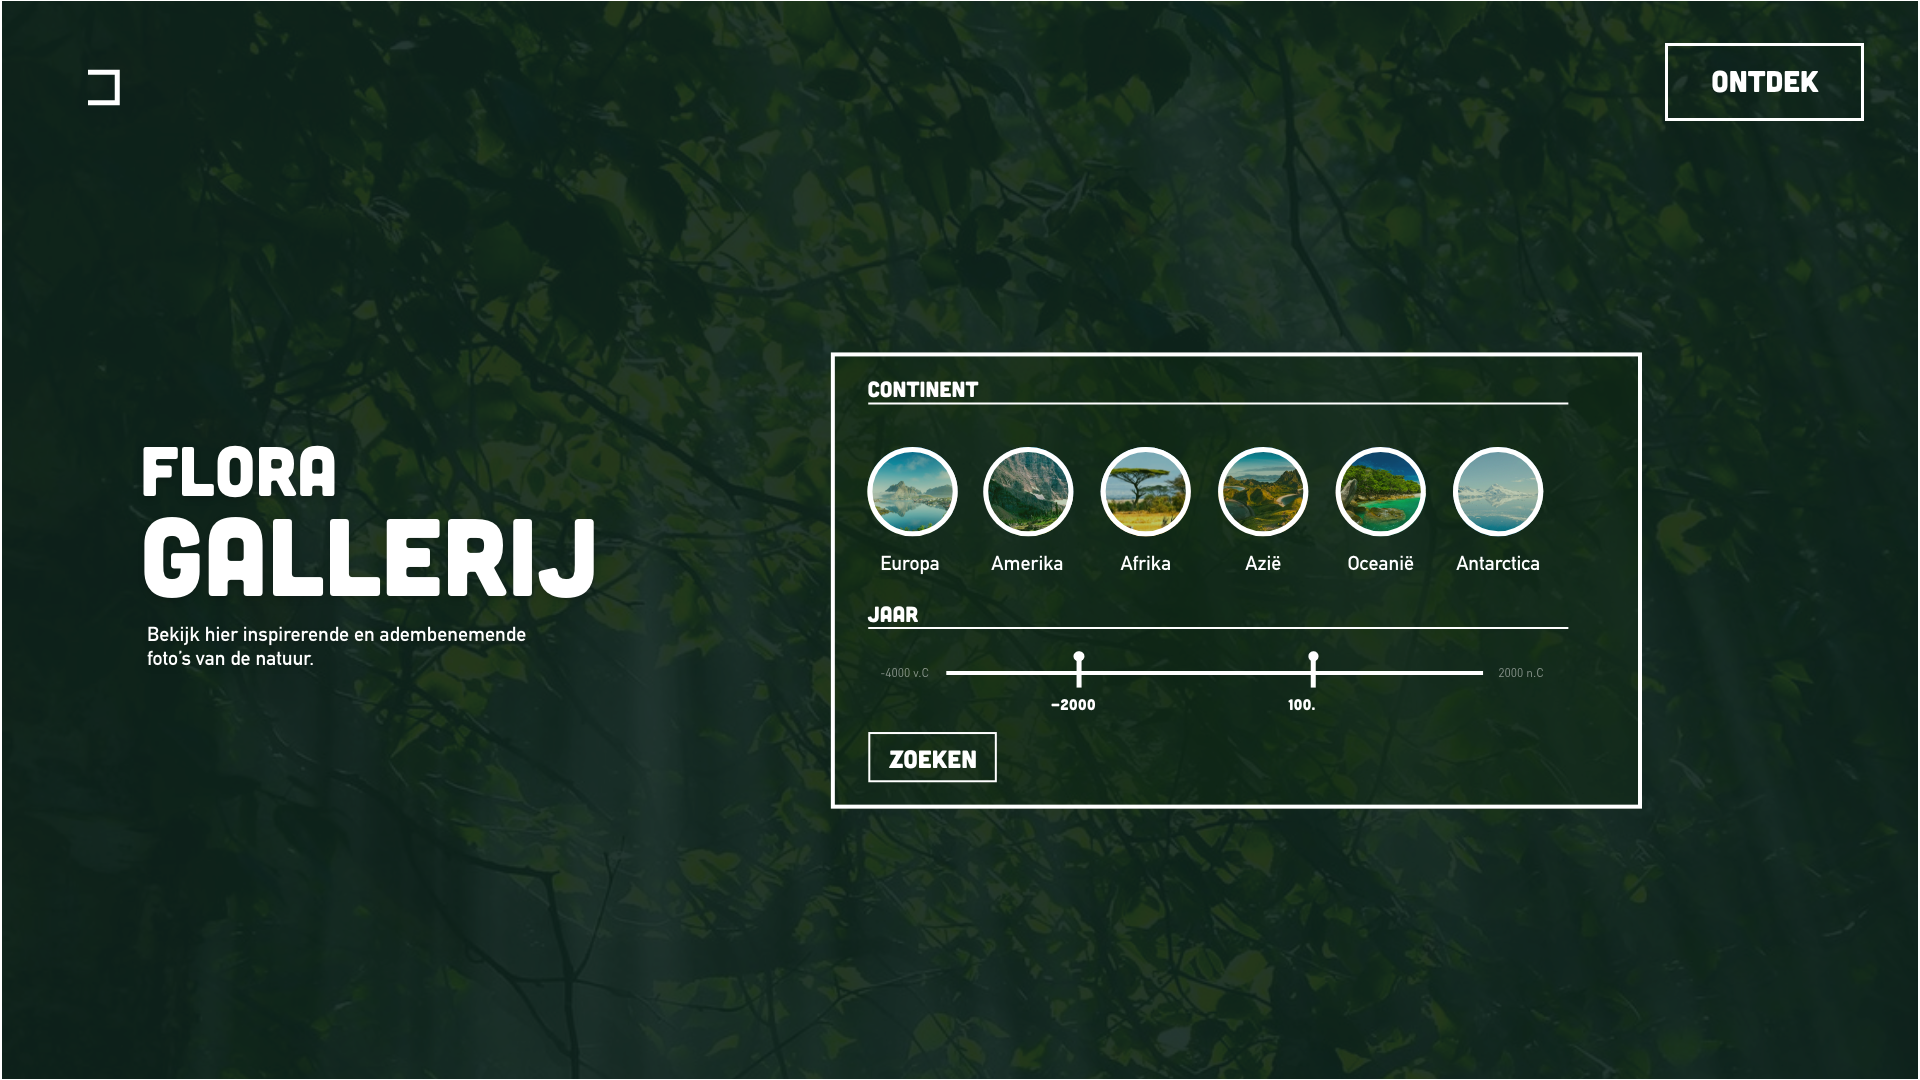 ONTDEK
FLORA
GALLERIJ
Bekijk hier inspirerende en adembenemende
foto's van de natuur.
CONTINENT
Europa Amerika Afrika Azië Oceanië Antarctica
JAAR
-4000 v.C 2000 n.C
-2000 100.
ZOEKEN